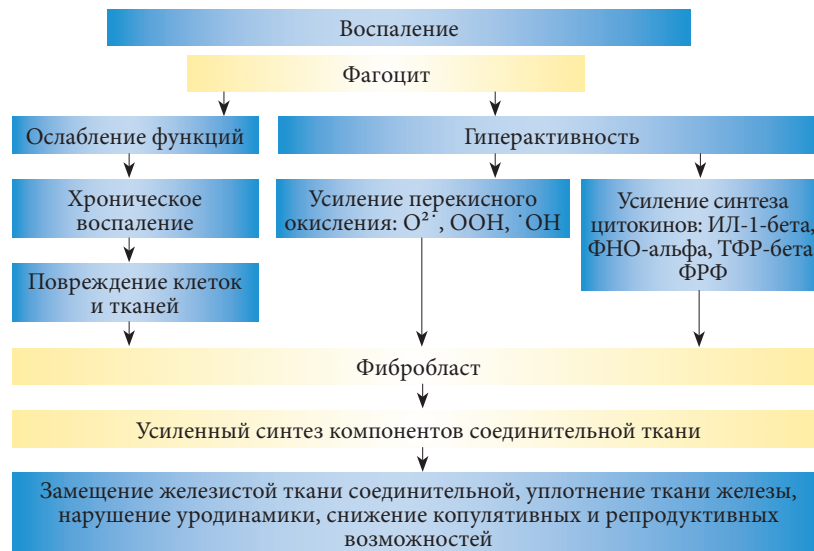 Воспаление
Фагоцит
Ослабление функций
Гиперактивность
Хроническое
воспаление
Усиление перекисного
окисления: O²˙, OOH, ˙OH
Усиление синтеза
цитокинов: ИЛ-1-бета,
ФНО-альфа, ТФР-бета
ФРФ
Повреждение клеток
и тканей
Фибробласт
Усиленный синтез компонентов соединительной ткани
Замещение железистой ткани соединительной, уплотнение ткани железы,
нарушение уродинамики, снижение копулятивных и репродуктивных
возможностей